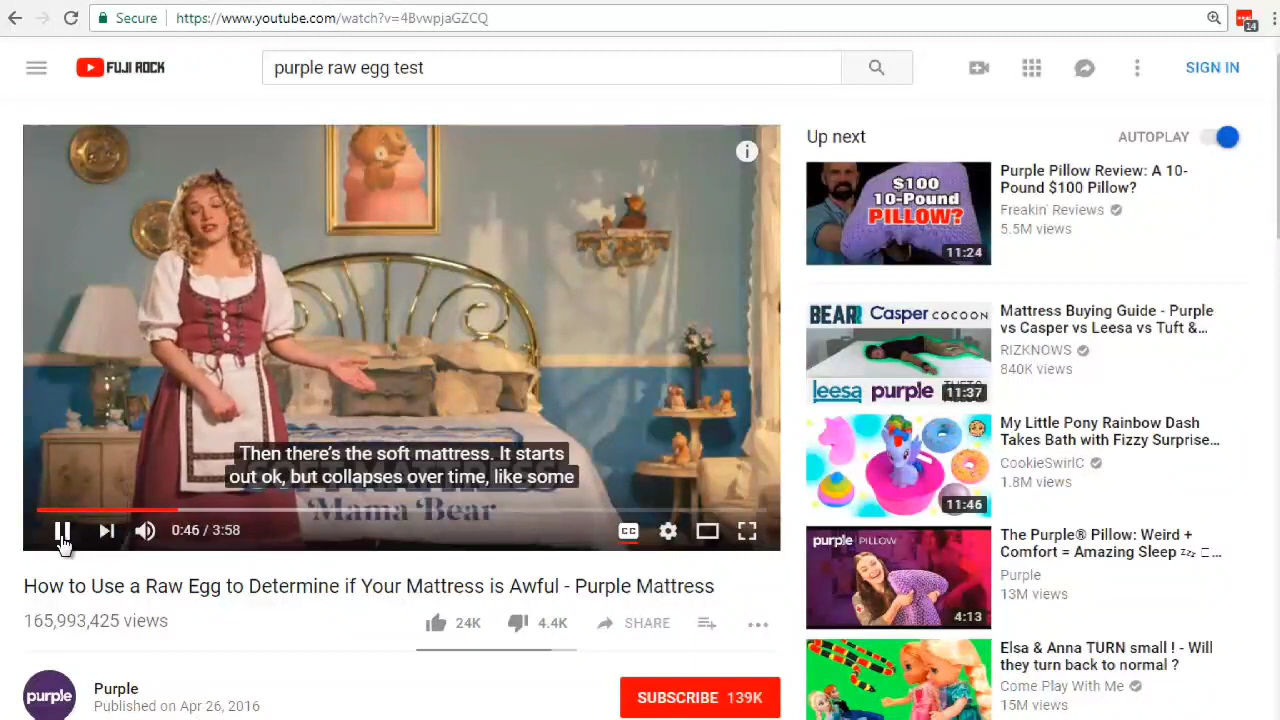 Secure
https://www.youtube.com/watch?v=4BvwpjaGZCQ
14
FUJI ROCK
purple raw egg test
SIGN IN
Then there's the soft mattress. It starts
out ok, but collapses over time, like some
Mama Bear
0:46 / 3:58
CC
How to Use a Raw Egg to Determine if Your Mattress is Awful - Purple Mattress
165,993,425 views
24K
4.4K
SHARE
purple
Purple
Published on Apr 26, 2016
SUBSCRIBE 139K
Up next
AUTOPLAY
$100
10-Pound
PILLOW?
11:24
Purple Pillow Review: A 10-
Pound $100 Pillow?
Freakin' Reviews
5.5M views
BEAR Casper COCOON
leesa purple
11:37
Mattress Buying Guide - Purple
vs Casper vs Leesa vs Tuft &...
RIZKNOWS
840K views
11:46
My Little Pony Rainbow Dash
Takes Bath with Fizzy Surprise...
CookieSwirlC
1.8M views
purple PILLOW
4:13
The Purple® Pillow: Weird +
Comfort = Amazing Sleep
Purple
13M views
Elsa & Anna TURN small ! - Will
they turn back to normal ?
Come Play With Me
15M views